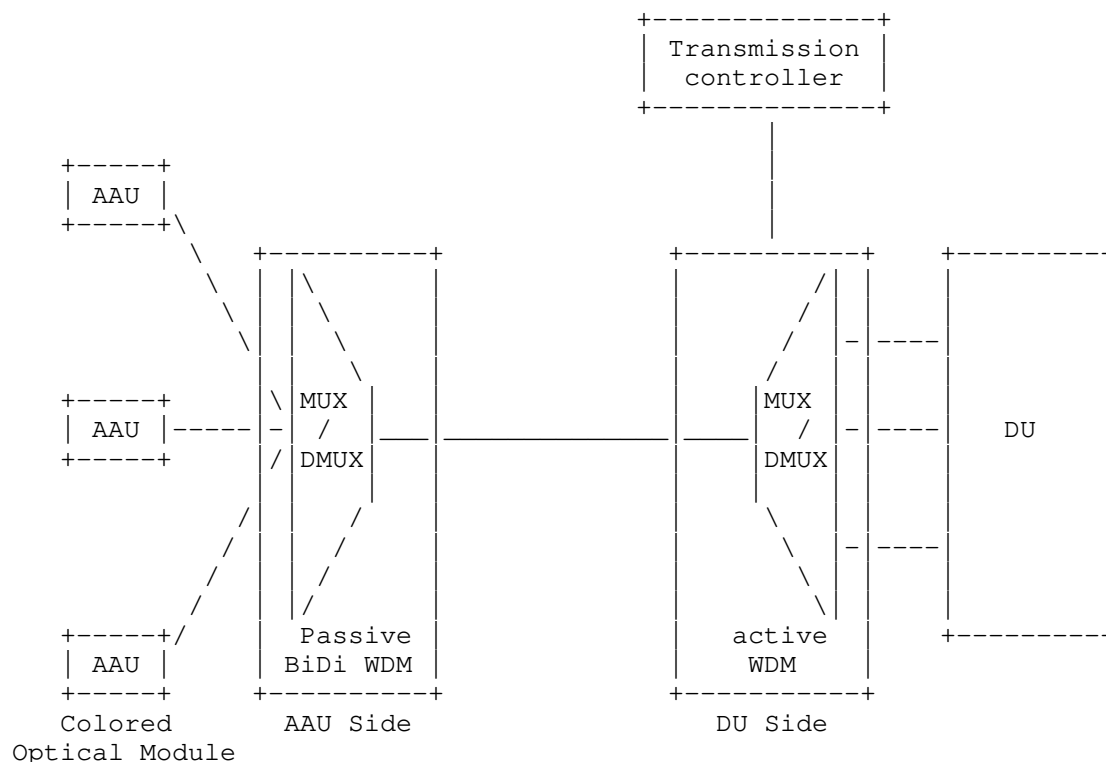 Transmission
controller
AAU
AAU
AAU
MUX
/
DMUX
MUX
/
DMUX
DU
Passive
BiDi WDM
active
WDM
Colored
Optical Module
AAU Side
DU Side